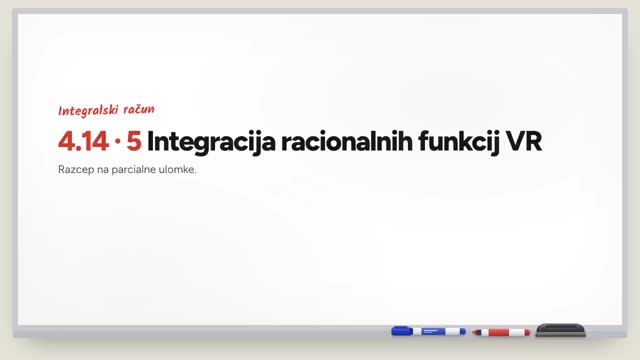 Integralski račun
4.14 · 5 Integracija racionalnih funkcij VR
Razcep na parcialne ulomke.